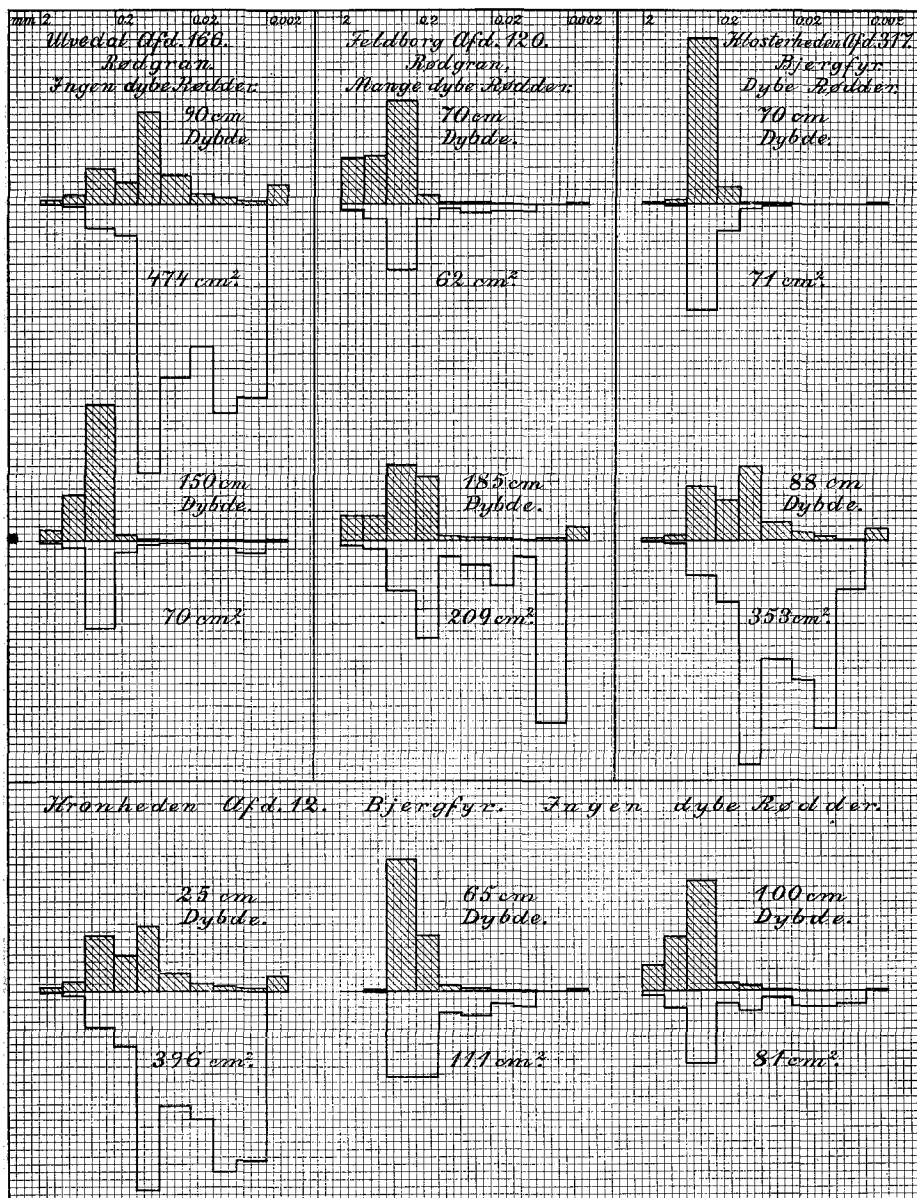 mm 2 0.2 0.02 0.002 2 0.2 0.02 0.002 2 0.2 0.02 0.002
Ulvedal Afd. 166.
Rødgran.
Ingen dybe Rødder.
90 cm
Dybde.
474 cm².
150 cm
Dybde.
70 cm².
Feldborg Afd. 120.
Rødgran,
Mange dybe Rødder.
70 cm
Dybde.
62 cm².
185 cm
Dybde.
209 cm².
Klosterheden Afd. 317.
Bjergfyr
Dybe Rødder.
70 cm
Dybde.
71 cm².
88 cm
Dybde.
353 cm².
Kronheden Afd. 12. Bjergfyr. Ingen dybe Rødder.
25 cm
Dybde.
396 cm².
65 cm
Dybde.
111 cm².
100 cm
Dybde.
81 cm².